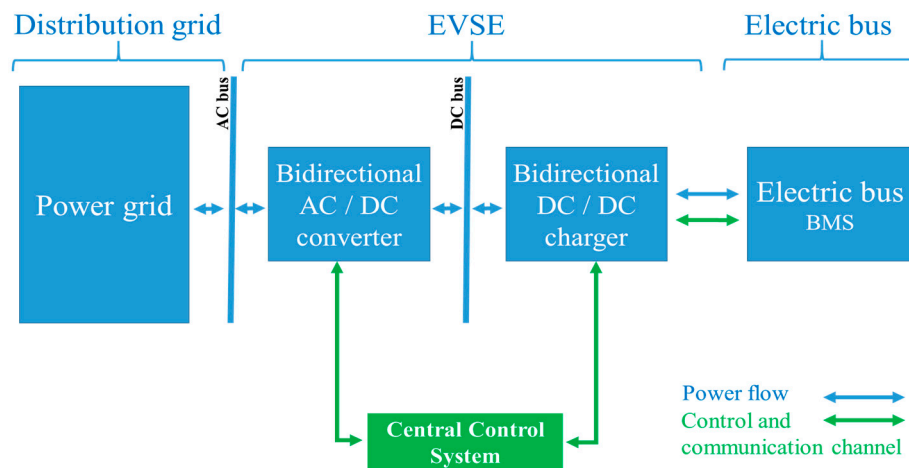 Distribution grid
EVSE
Electric bus
AC bus
DC bus
Power grid
Bidirectional
AC / DC
converter
Bidirectional
DC / DC
charger
Electric bus
BMS
Central Control
System
Power flow
Control and
communication channel